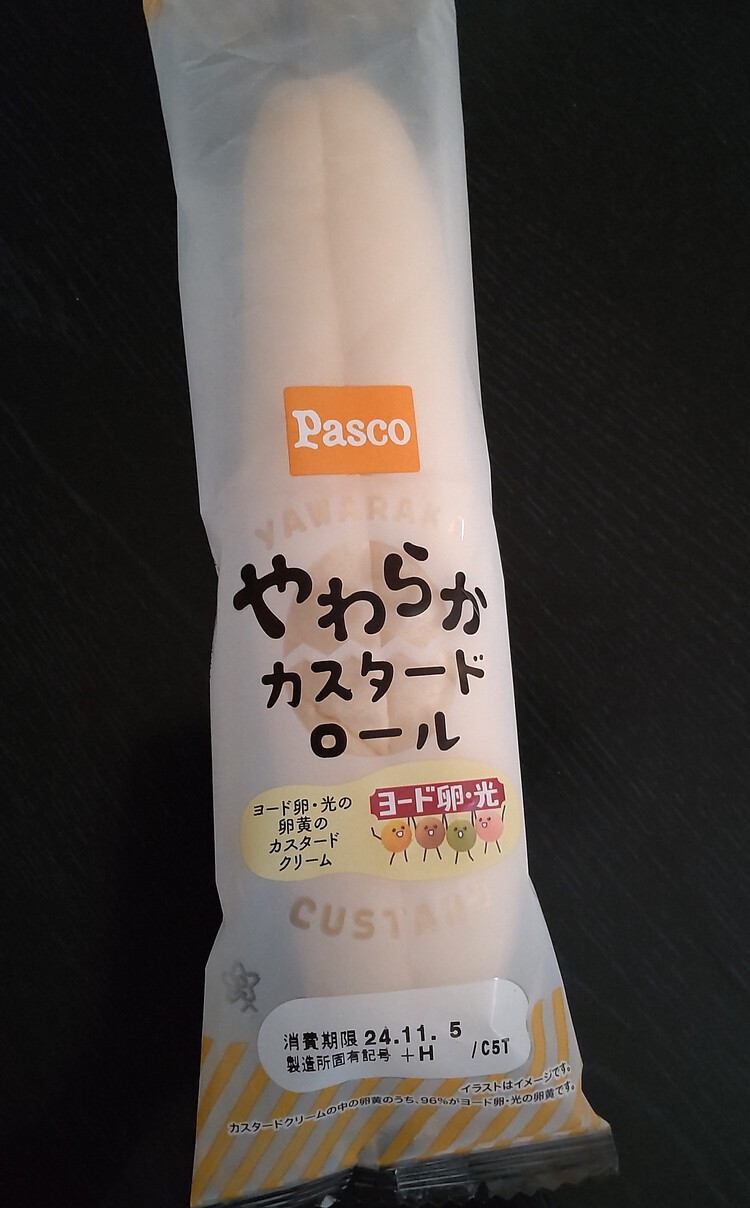 Pasco
YAWARAKA
やわらか
カスタード
ロール
ヨード卵・光の
卵黄の
カスタード
クリーム
ヨード卵・光
CUSTARD
消費期限 24.11. 5
製造所固有記号 +H /C5T
イラストはイメージです。
カスタードクリームの中の卵黄のうち、96%がヨード卵・光の卵黄です。